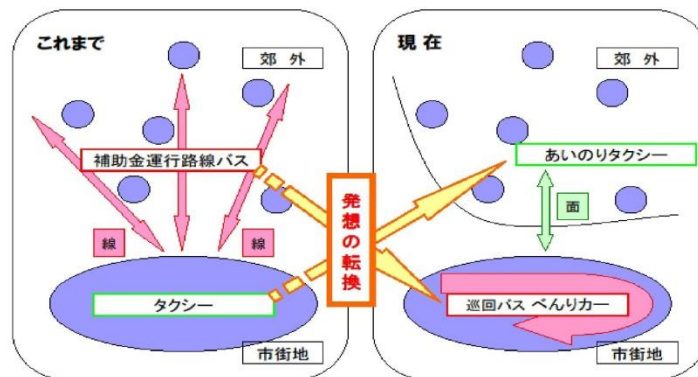 これまで
郊 外
補助金運行路線バス
線
線
タクシー
市街地
発想の転換
現 在
郊 外
あいのりタクシー
面
巡回バス べんりカー
市街地